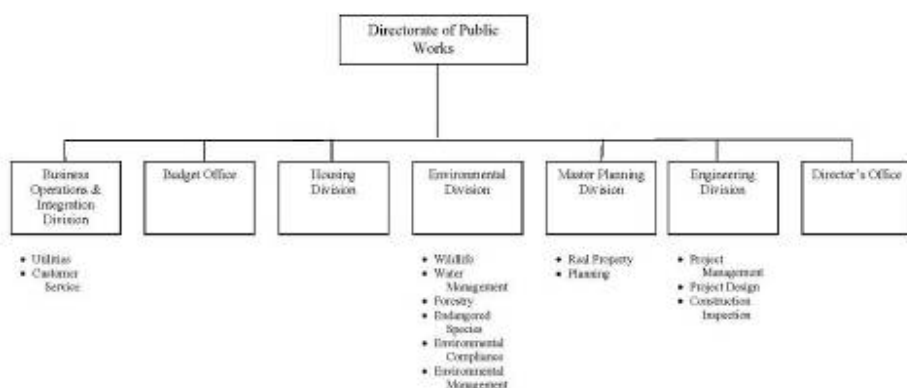 Directorate of Public
Works
Business
Operations &
Integration
Division
Budget Office
Housing
Division
Environmental
Division
Master Planning
Division
Engineering
Division
Director's Office
• Utilities
• Customer
Service
• Wildlife
• Water
Management
• Forestry
• Endangered
Species
• Environmental
Compliance
• Environmental
Management
• Real Property
• Planning
• Project
Management
• Project Design
• Construction
Inspection